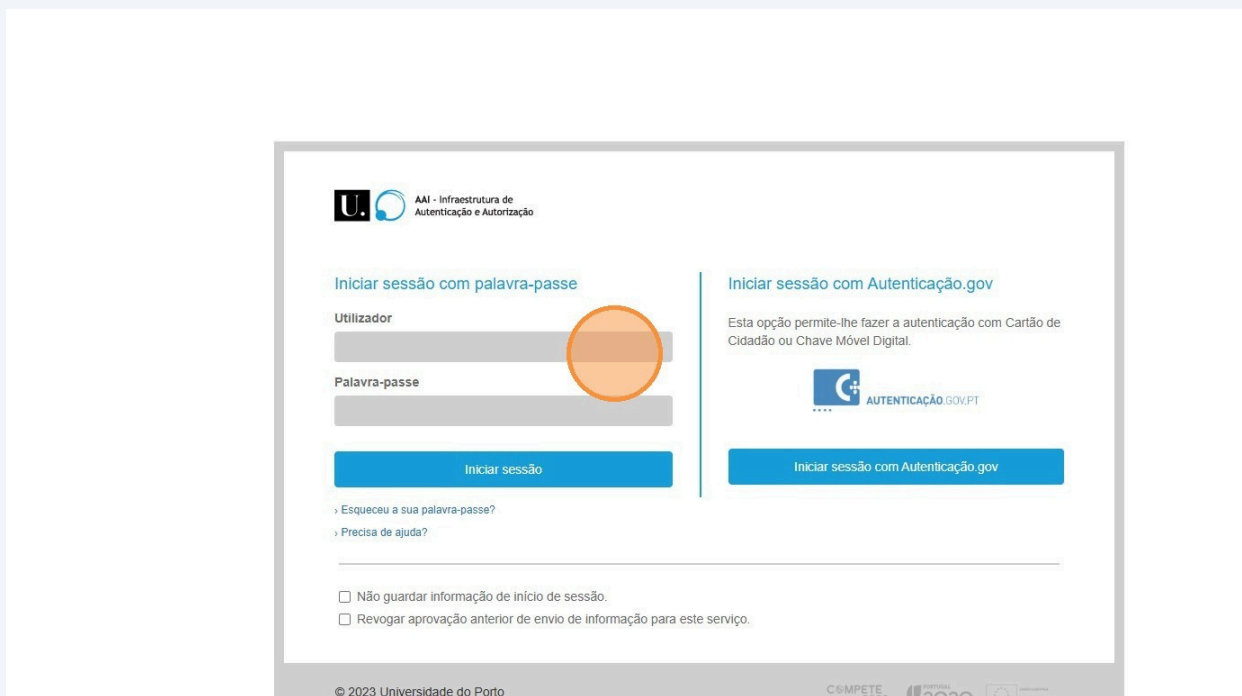 U.
AAI - Infraestrutura de
Autenticação e Autorização
Iniciar sessão com palavra-passe
Utilizador
Palavra-passe
Iniciar sessão
› Esqueceu a sua palavra-passe?
› Precisa de ajuda?
Iniciar sessão com Autenticação.gov
Esta opção permite-lhe fazer a autenticação com Cartão de
Cidadão ou Chave Móvel Digital.
AUTENTICAÇÃO.GOV.PT
Iniciar sessão com Autenticação.gov
Não guardar informação de início de sessão.
Revogar aprovação anterior de envio de informação para este serviço.
© 2023 Universidade do Porto
COMPETE